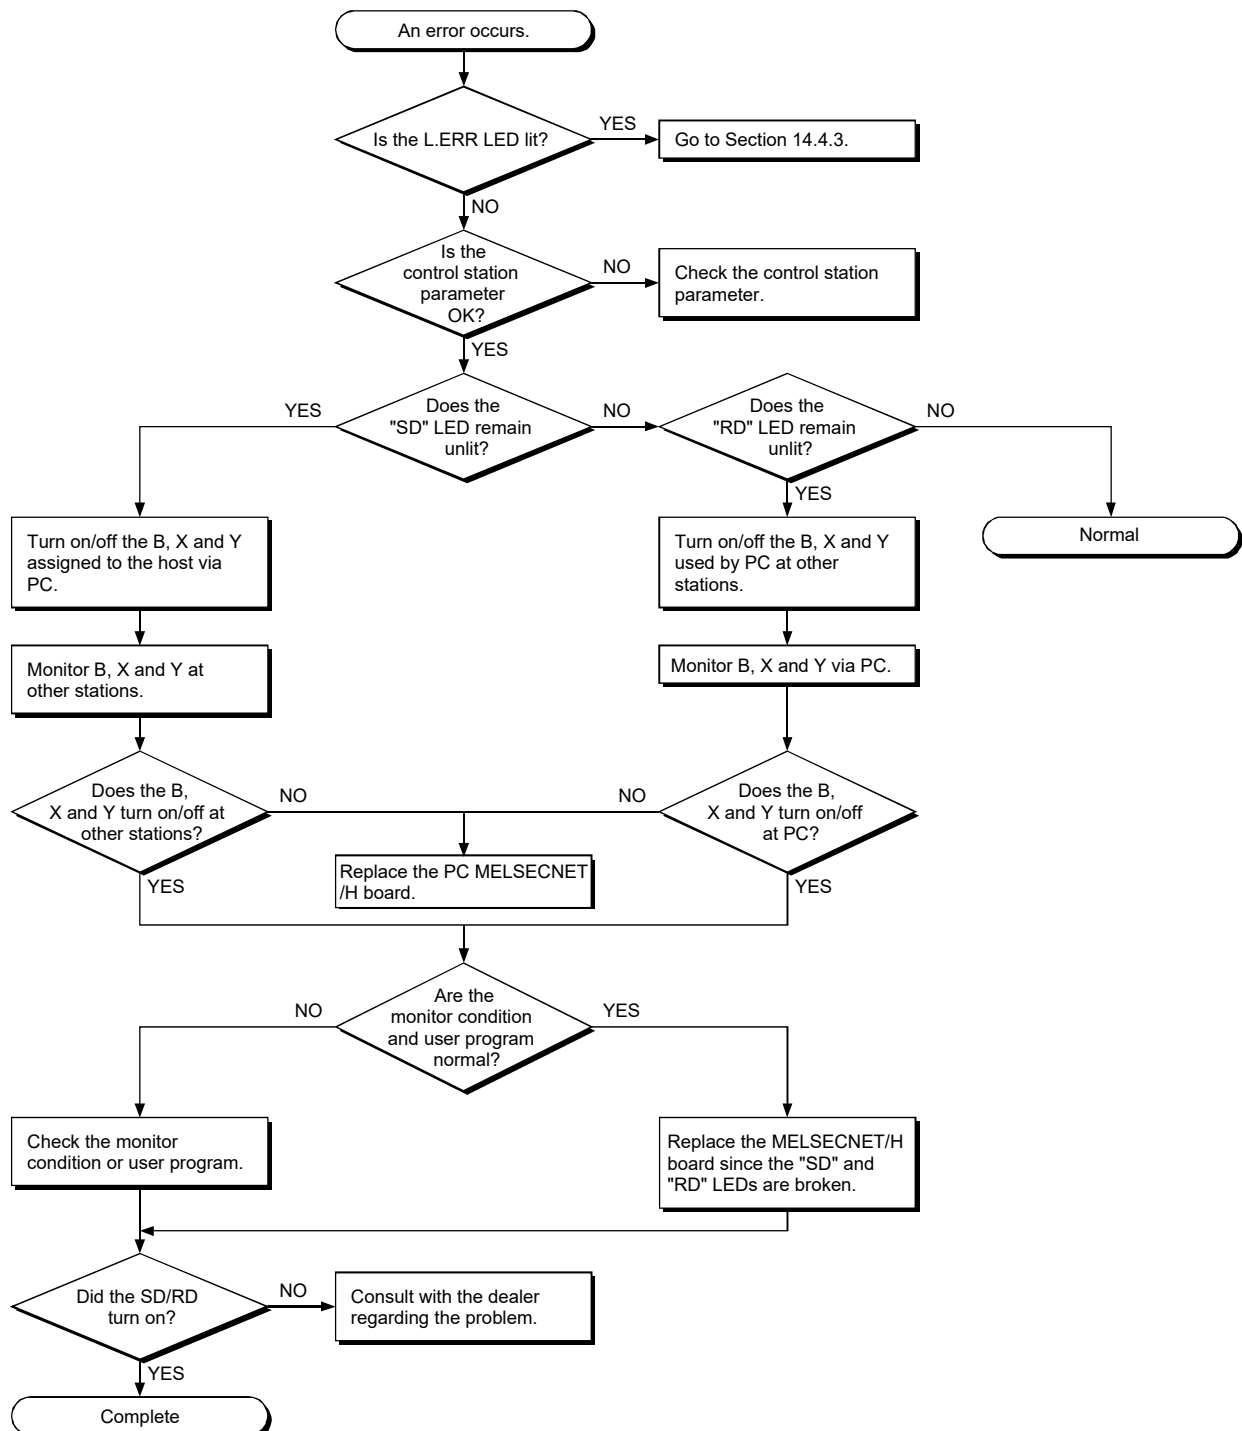 An error occurs.
Is the L.ERR LED lit?
YES
Go to Section 14.4.3.
NO
Is the
control station
parameter
OK?
NO
Check the control station
parameter.
YES
YES
Does the
"SD" LED remain
unlit?
NO
Does the
"RD" LED remain
unlit?
NO
YES
Turn on/off the B, X and Y
assigned to the host via
PC.
Turn on/off the B, X and Y
used by PC at other
stations.
Normal
Monitor B, X and Y at
other stations.
Monitor B, X and Y via PC.
Does the B,
X and Y turn on/off at
other stations?
NO
NO
Does the B,
X and Y turn on/off
at PC?
Replace the PC MELSECNET
/H board.
YES
YES
NO
Are the
monitor condition
and user program
normal?
YES
Check the monitor
condition or user program.
Replace the MELSECNET/H
board since the "SD" and
"RD" LEDs are broken.
Did the SD/RD
turn on?
NO
Consult with the dealer
regarding the problem.
YES
Complete